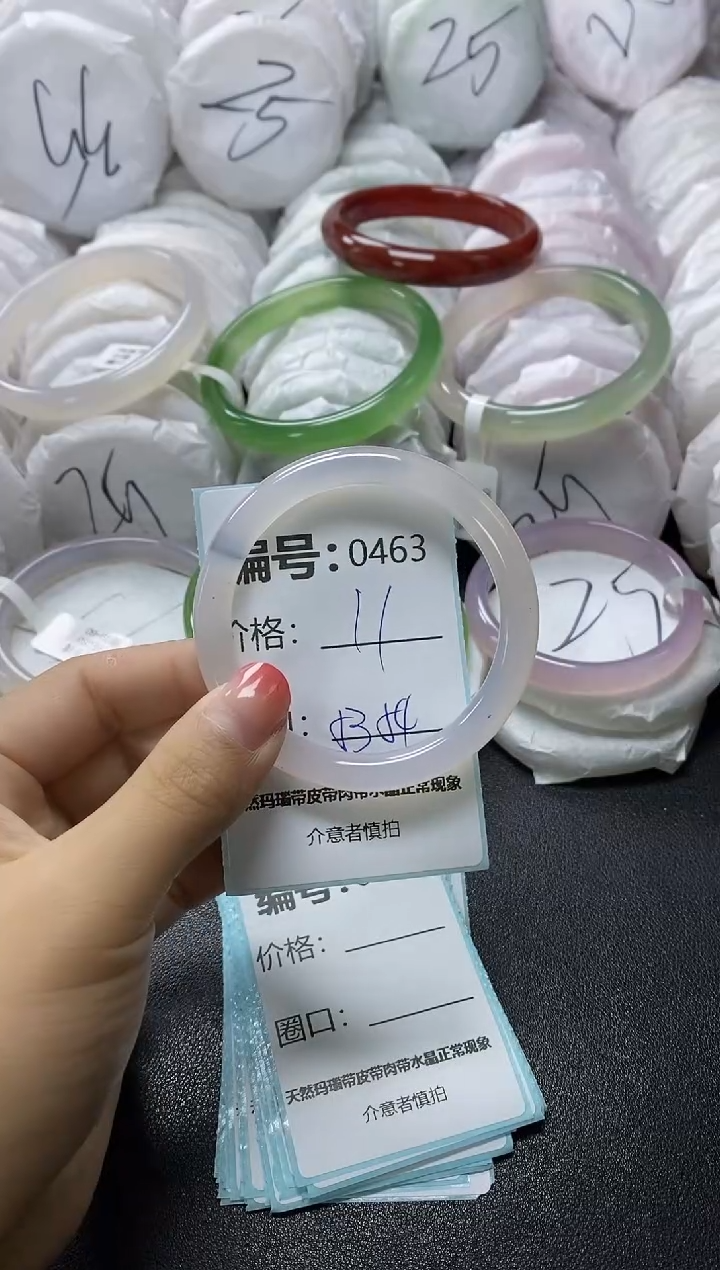 25
25
25
编号：0463
价格： 11
然玛瑙带皮带肉带水晶正常现象
介意者慎拍
编号：
价格：
圈口：
天然玛瑙带皮带肉带水晶正常现象
介意者慎拍